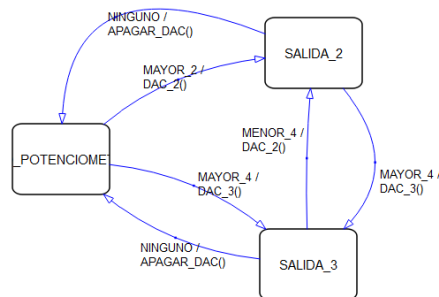 NINGUNO /
APAGAR_DAC()
SALIDA_2
MAYOR_2 /
DAC_2()
MENOR_4 /
DAC_2()
_POTENCIOME
MAYOR_4 /
DAC_3()
MAYOR_4 /
DAC_3()
NINGUNO /
APAGAR_DAC()
SALIDA_3